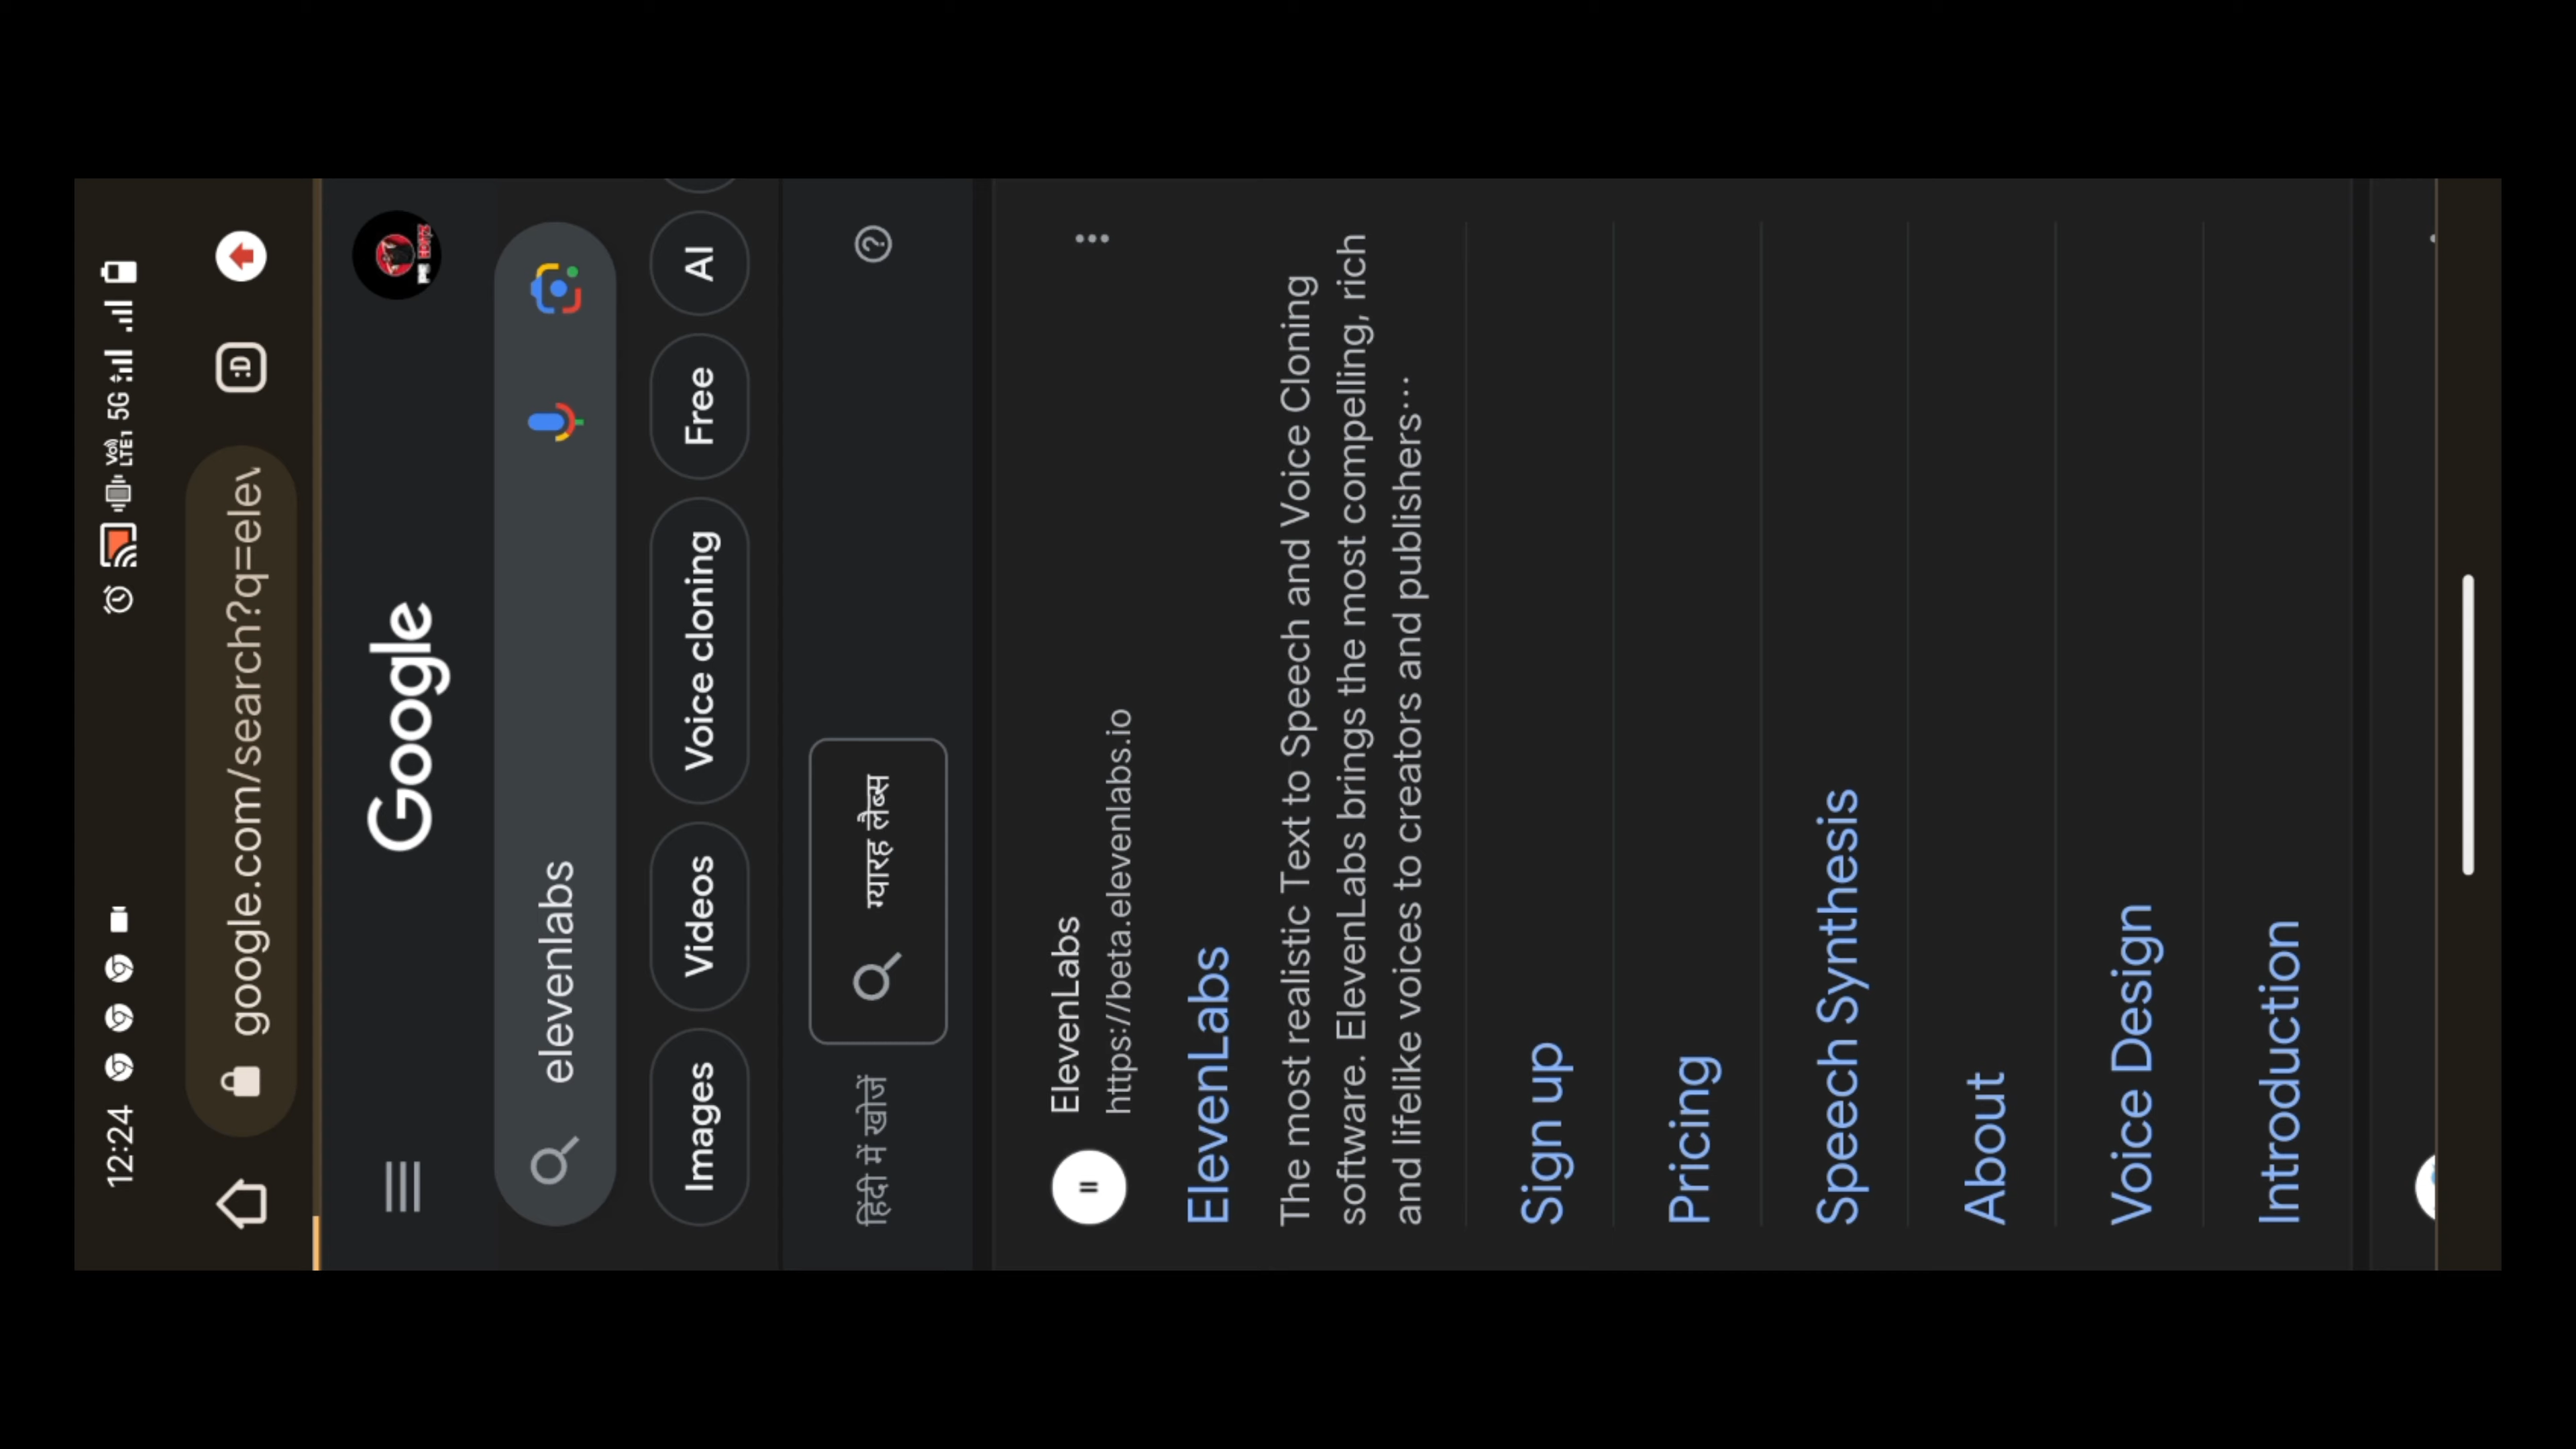 12:24
VoLTE1 5G
google.com/search?q=elev
:D
Google
elevenlabs
Images
Videos
Voice cloning
Free
AI
हिंदी में खोजें
ग्यारह लैब्स
ElevenLabs
https://beta.elevenlabs.io
ElevenLabs
The most realistic Text to Speech and Voice Cloning
software. ElevenLabs brings the most compelling, rich
and lifelike voices to creators and publishers...
Sign up
Pricing
Speech Synthesis
About
Voice Design
Introduction